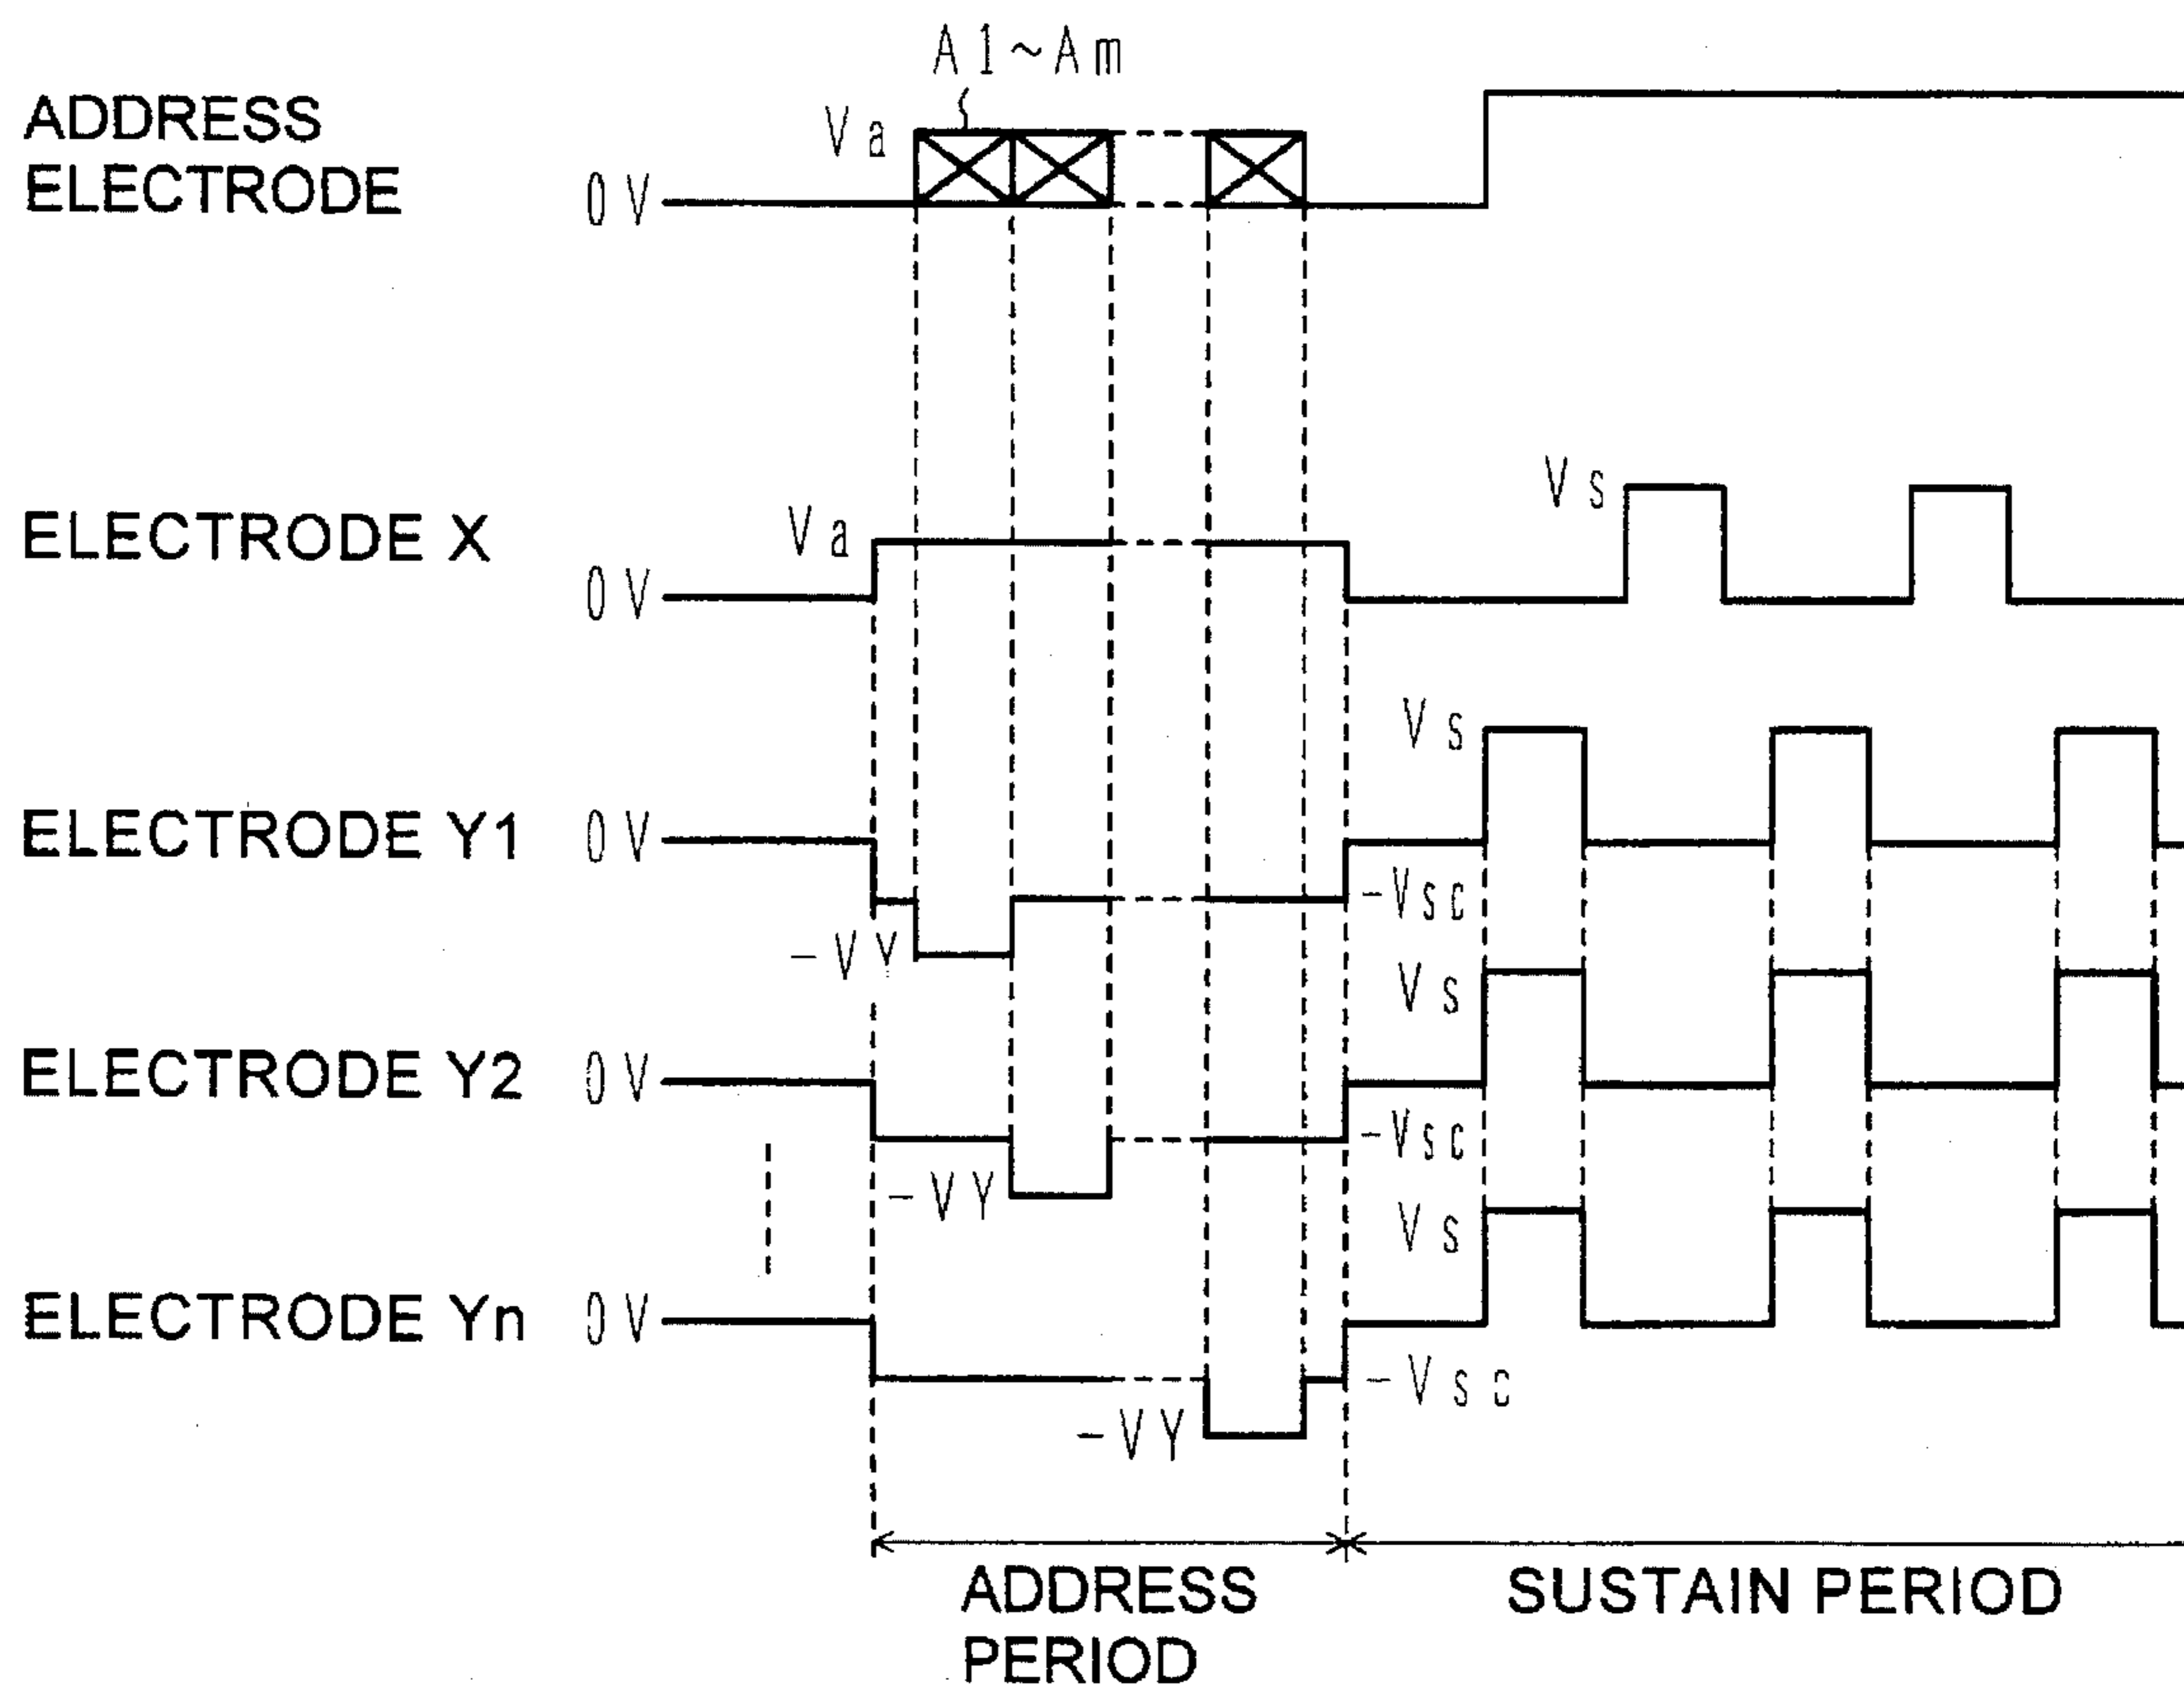 A1~Am
ADDRESS
ELECTRODE
Va
0V
ELECTRODE X
Va
0V
Vs
ELECTRODE Y1
0V
Vs
-Vsc
-VY
ELECTRODE Y2
0V
Vs
-Vsc
-VY
ELECTRODE Yn
0V
Vs
-Vsc
-VY
ADDRESS
PERIOD
SUSTAIN PERIOD